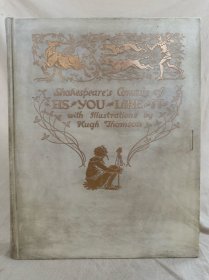 Shakespeare's Comedy of
AS·YOU·LIKE·IT
with Illustrations by
Hugh Thomson